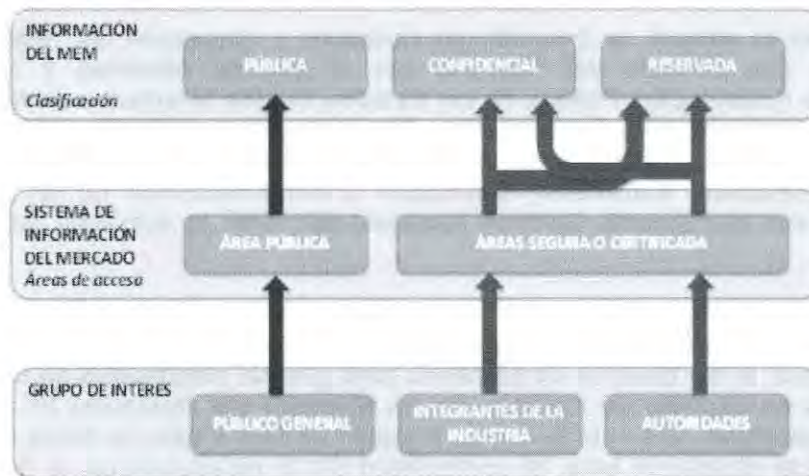 INFORMACIÓN
DEL MEM
Clasificación
PÚBLICA
CONFIDENCIAL
RESERVADA
SISTEMA DE
INFORMACIÓN
DEL MERCADO
Áreas de acceso
ÁREA PÚBLICA
ÁREAS SEGURA O CERTIFICADA
GRUPO DE INTERES
PÚBLICO GENERAL
INTEGRANTES DE LA
INDUSTRIA
AUTORIDADES